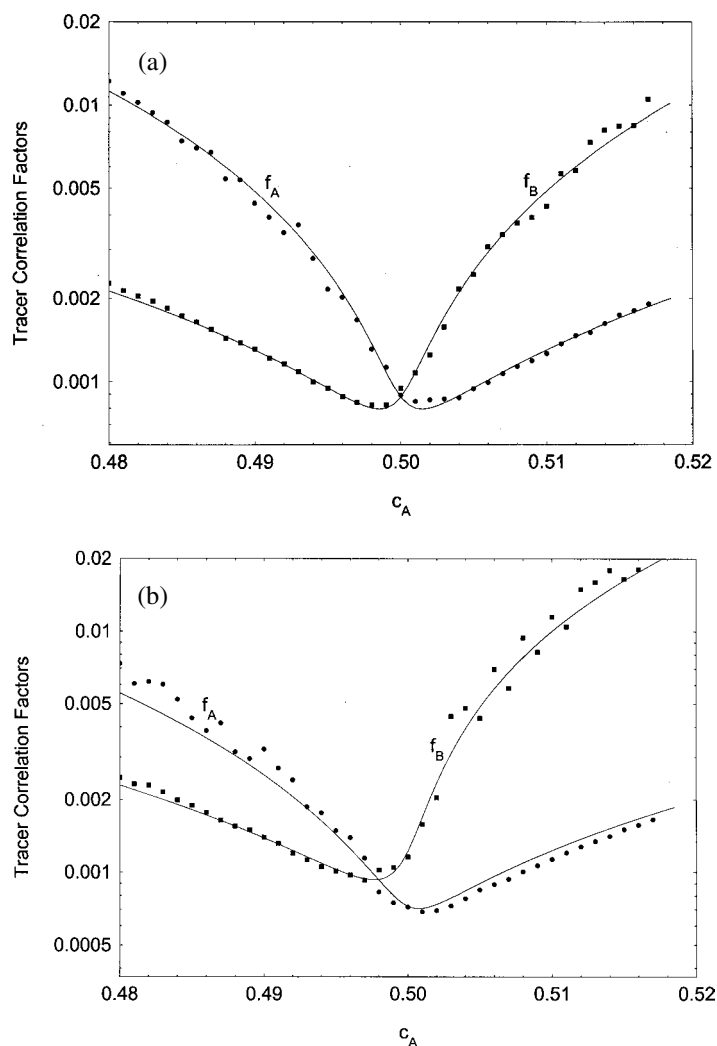 0.02
(a)
0.01
f_A
f_B
0.005
0.002
0.001
0.48 0.49 0.50 0.51 0.52
c_A
Tracer Correlation Factors
0.02
(b)
0.01
0.005
f_A
f_B
0.002
0.001
0.0005
0.48 0.49 0.50 0.51 0.52
c_A
Tracer Correlation Factors